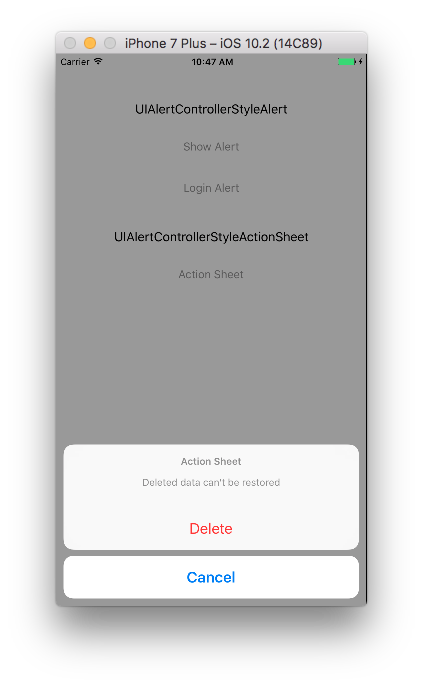 iPhone 7 Plus – iOS 10.2 (14C89)
Carrier 10:47 AM
UIAlertControllerStyleAlert
Show Alert
Login Alert
UIAlertControllerStyleActionSheet
Action Sheet
Action Sheet
Deleted data can't be restored
Delete
Cancel